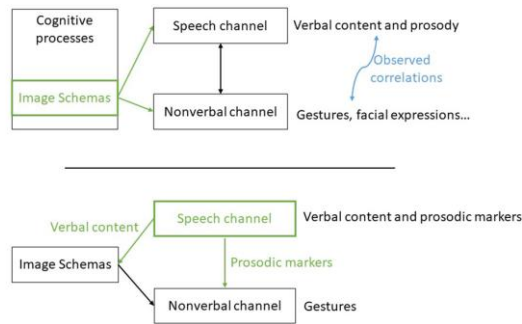 Cognitive
processes
Speech channel
Verbal content and prosody
Observed
correlations
Image Schemas
Nonverbal channel
Gestures, facial expressions...
Speech channel
Verbal content and prosodic markers
Verbal content
Image Schemas
Prosodic markers
Nonverbal channel
Gestures